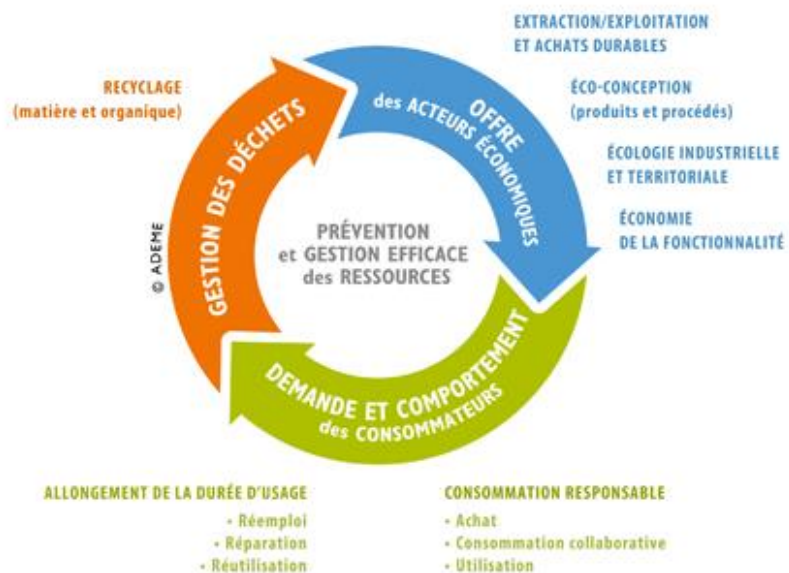 EXTRACTION/EXPLOITATION
ET ACHATS DURABLES
RECYCLAGE
(matière et organique)
ÉCO-CONCEPTION
(produits et procédés)
ÉCOLOGIE INDUSTRIELLE
ET TERRITORIALE
ÉCONOMIE
DE LA FONCTIONNALITÉ
OFFRE
des ACTEURS ÉCONOMIQUES
GESTION DES DÉCHETS
PRÉVENTION
et GESTION EFFICACE
des RESSOURCES
© ADEME
DEMANDE ET COMPORTEMENT
des CONSOMMATEURS
ALLONGEMENT DE LA DURÉE D'USAGE
• Réemploi
• Réparation
• Réutilisation
CONSOMMATION RESPONSABLE
• Achat
• Consommation collaborative
• Utilisation